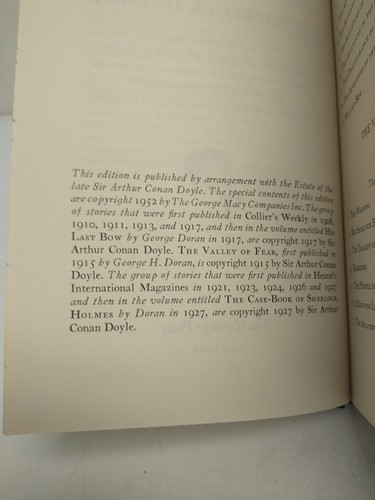 This edition is published by arrangement with the Estate of the
late Sir Arthur Conan Doyle. The special contents of this edition
are copyright 1952 by The George Macy Companies Inc. The group
of stories that were first published in Collier's Weekly in 1908,
1910, 1911, 1913, and 1917, and then in the volume entitled HIS
LAST BOW by George Doran in 1917, are copyright 1917 by Sir
Arthur Conan Doyle. THE VALLEY OF FEAR, first published in
1915 by George H. Doran, is copyright 1915 by Sir Arthur Conan
Doyle. The group of stories that were first published in Hearst's
International Magazines in 1921, 1923, 1924, 1926 and 1927
and then in the volume entitled THE CASE-BOOK OF SHERLOCK
HOLMES by Doran in 1927, are copyright 1927 by Sir Arthur
Conan Doyle.